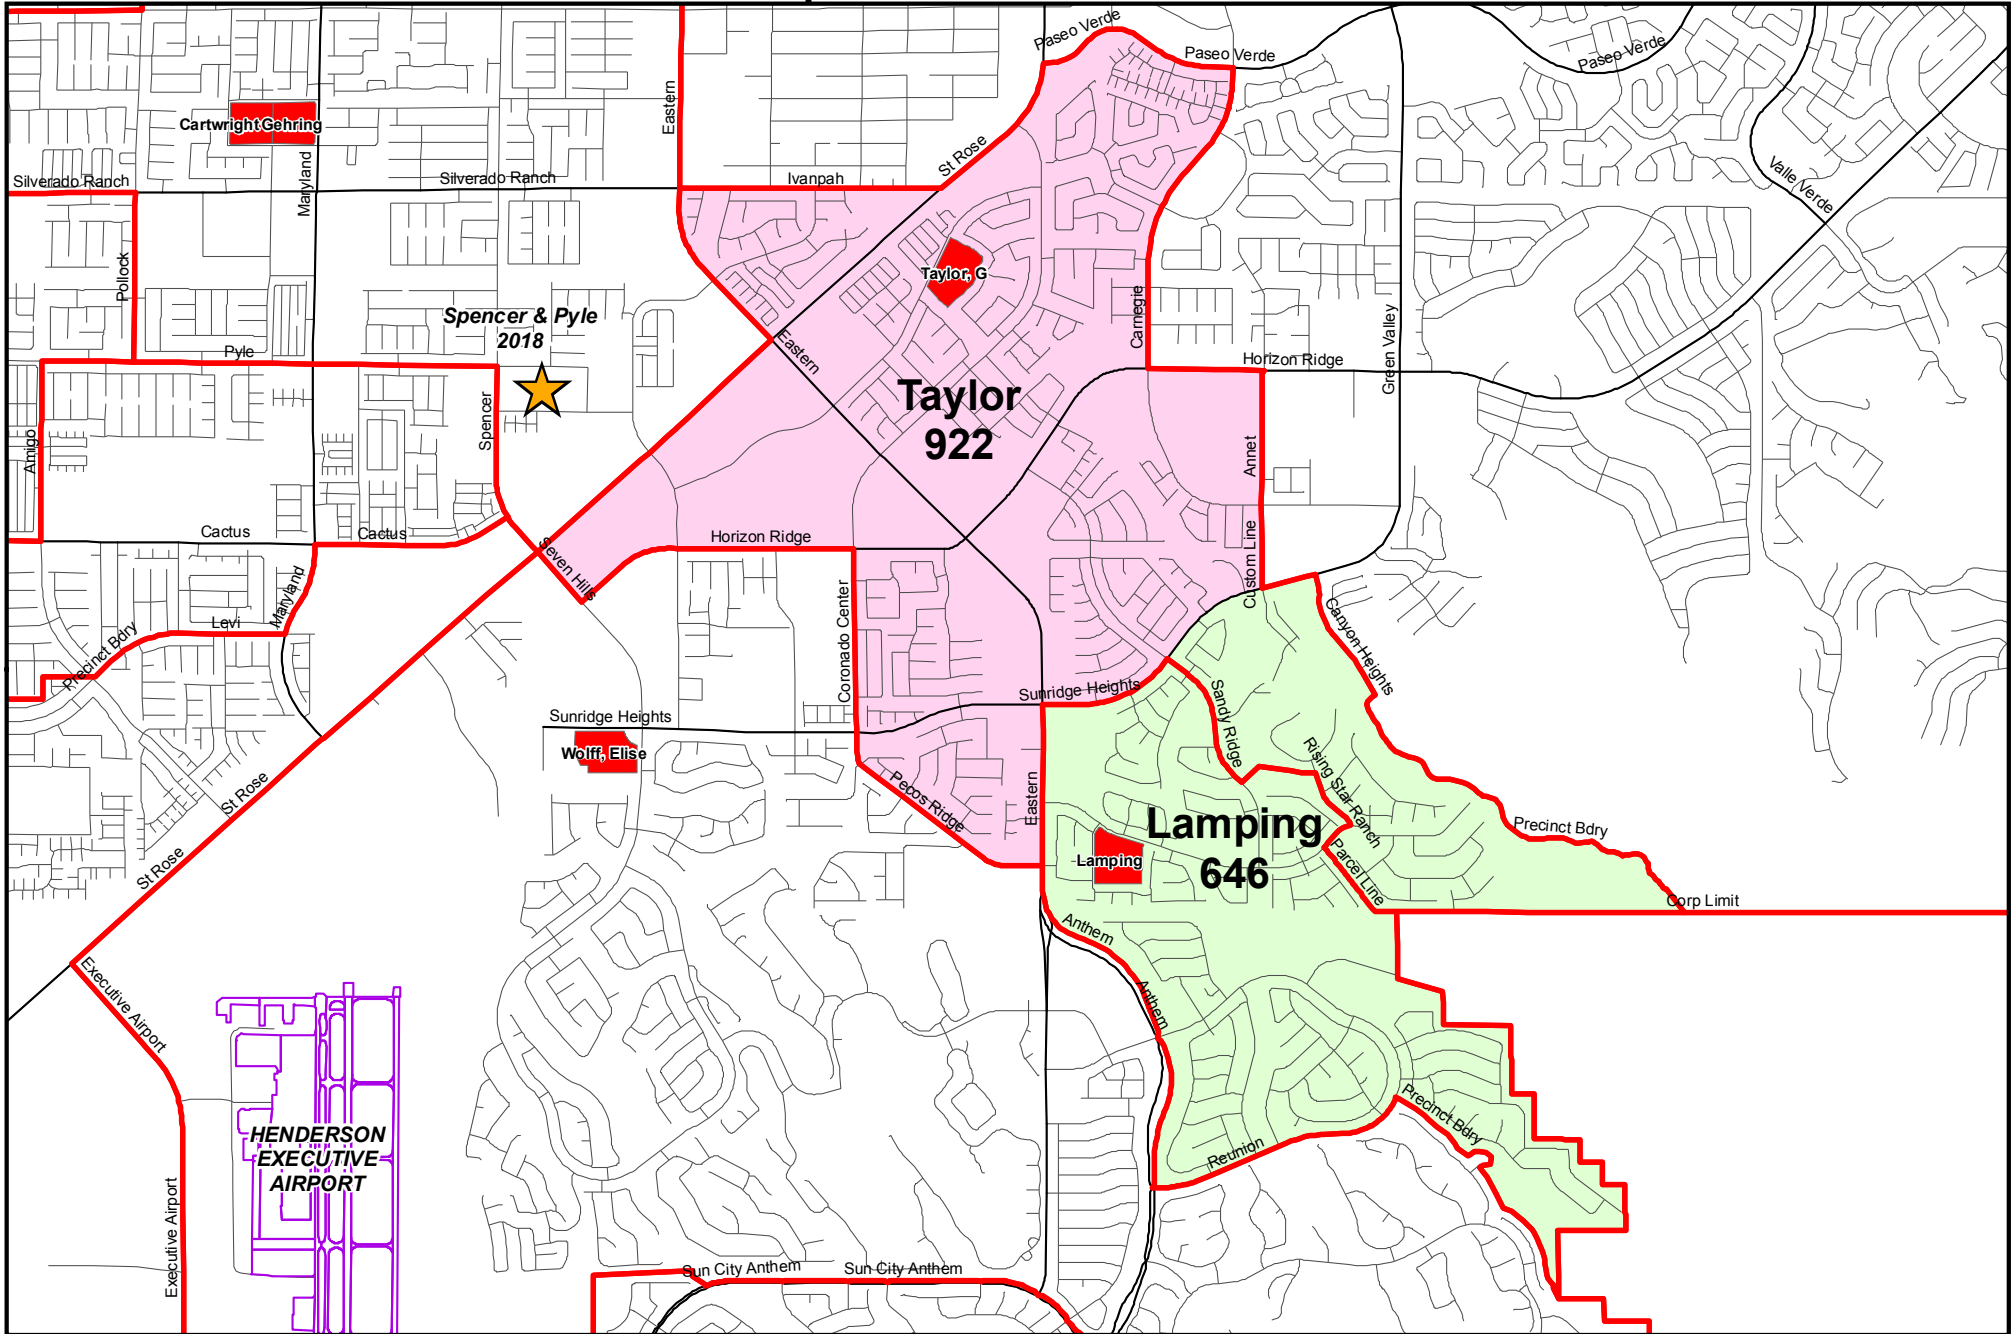 Paseo Verde
Paseo Verde
Paseo Verde
Eastern
Cartwright Gehring
Maryland
St Rose
Silverado Ranch
Silverado Ranch
Ivanpah
Valle Verde
Pollock
Taylor, G
Carnegie
Spencer & Pyle
2018
Pyle
Eastern
Horizon Ridge
Green Valley
Taylor
922
Spencer
Amigo
Annet
Cactus
Cactus
Seven Hills
Horizon Ridge
Custom Line
Maryland
Levi
Precinct Bdry
Coronado Center
Canyon Heights
Sunridge Heights
Sandy Ridge
Sunridge Heights
Wolff, Elise
Rising Star Ranch
St Rose
Pecos Ridge
Eastern
Lamping
646
Precinct Bdry
St Rose
Lamping
Parcel Line
Corp Limit
Anthem
Executive Airport
Anthem
HENDERSON
EXECUTIVE
AIRPORT
Precinct Bdry
Reunion
Executive Airport
Sun City Anthem
Sun City Anthem